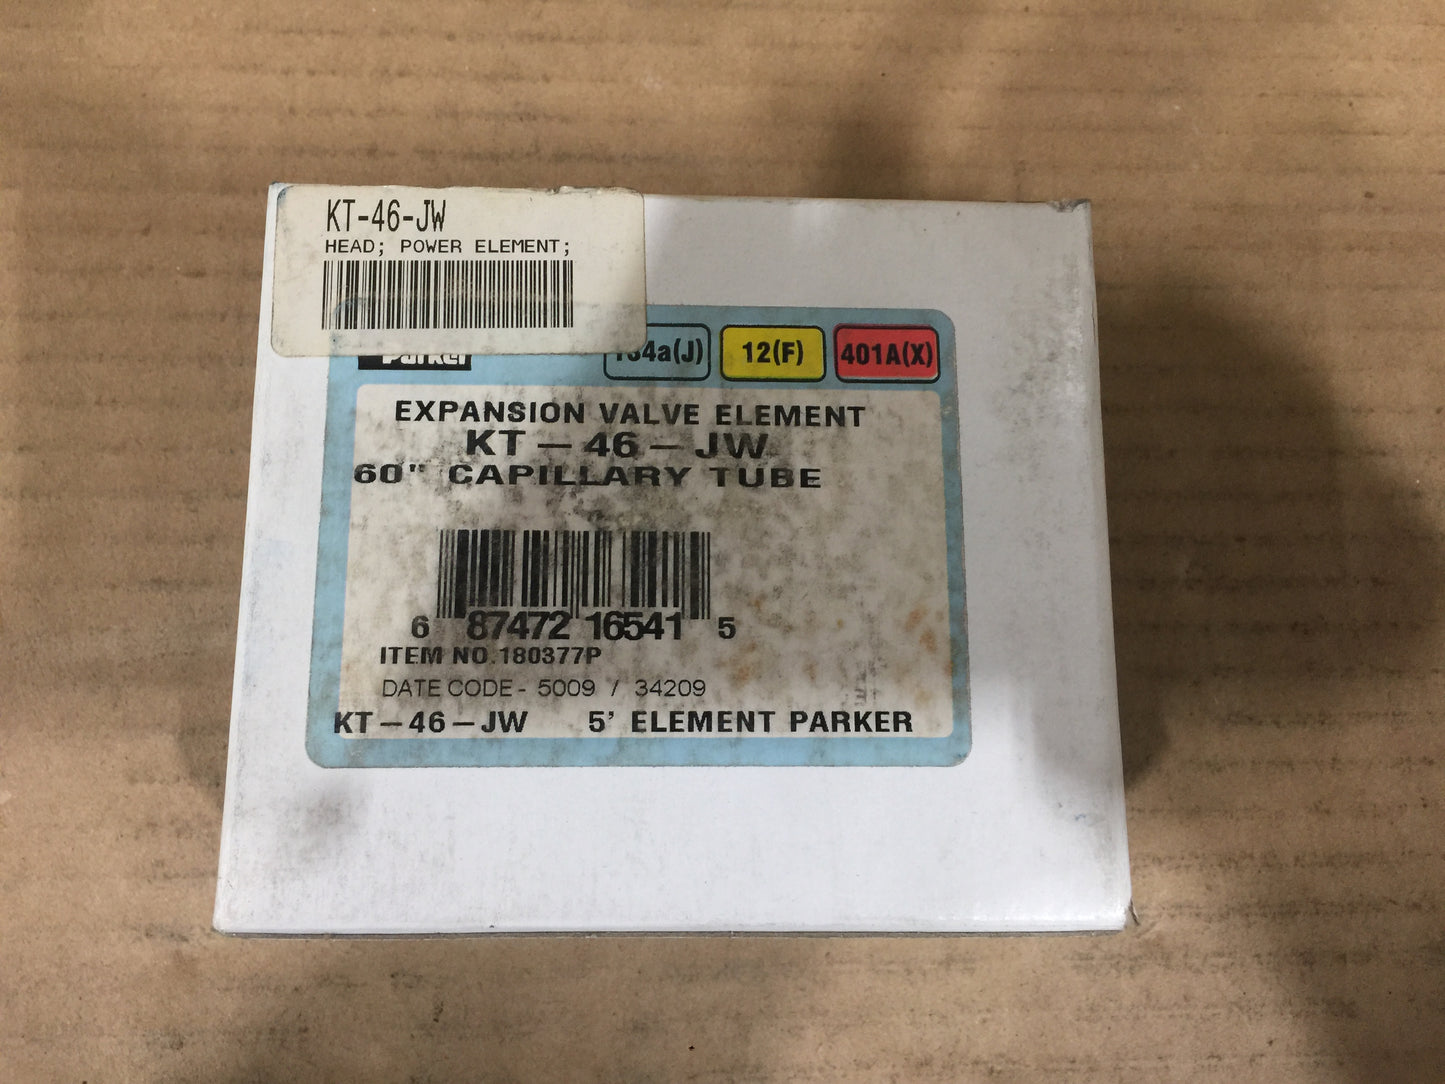 KT-46-JW
HEAD; POWER ELEMENT;
Parker
134a(J) 12(F) 401A(X)
EXPANSION VALVE ELEMENT
KT-46-JW
60" CAPILLARY TUBE
6 87472 16541 5
ITEM NO.180377P
DATE CODE- 5009 / 34209
KT-46-JW 5' ELEMENT PARKER